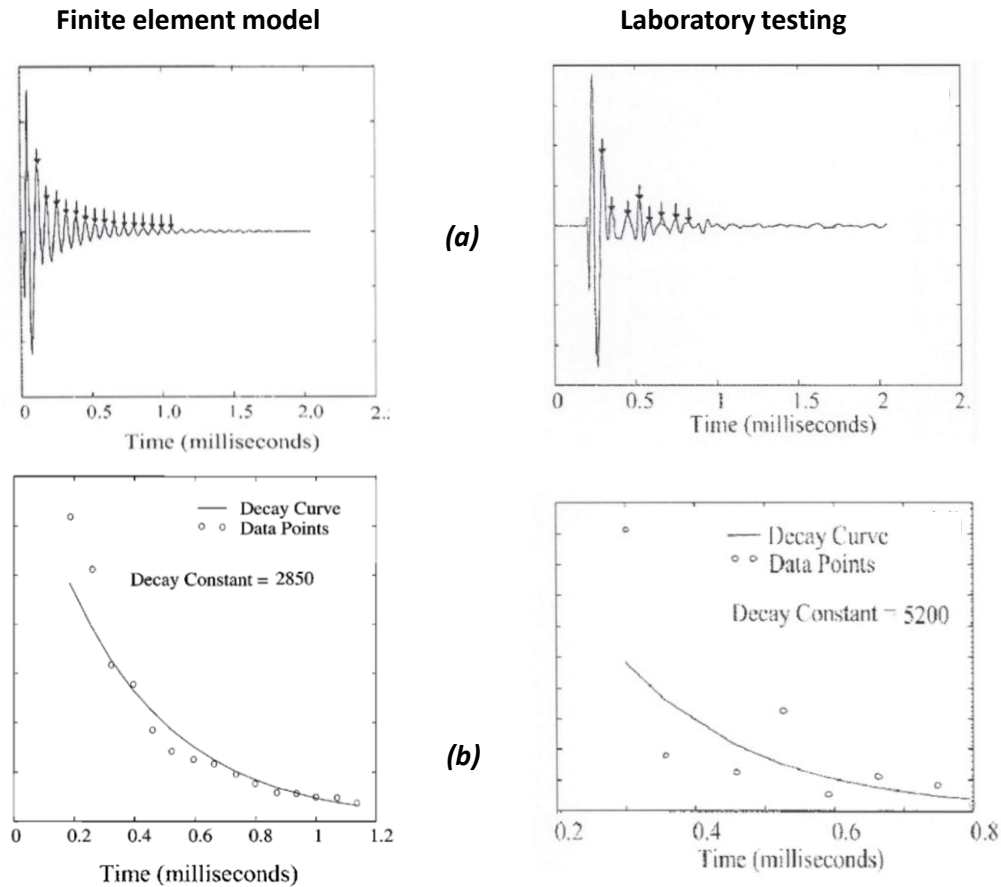 Finite element model
Laboratory testing
0 0.5 1.0 1.5 2.0 2.:
Time (milliseconds)
(a)
0 0.5 1 1.5 2 2.
Time (milliseconds)
Decay Curve
Data Points
Decay Constant = 2850
0 0.2 0.4 0.6 0.8 1 1.2
Time (milliseconds)
(b)
Decay Curve
Data Points
Decay Constant = 5200
0.2 0.4 0.6 0.8
Time (milliseconds)